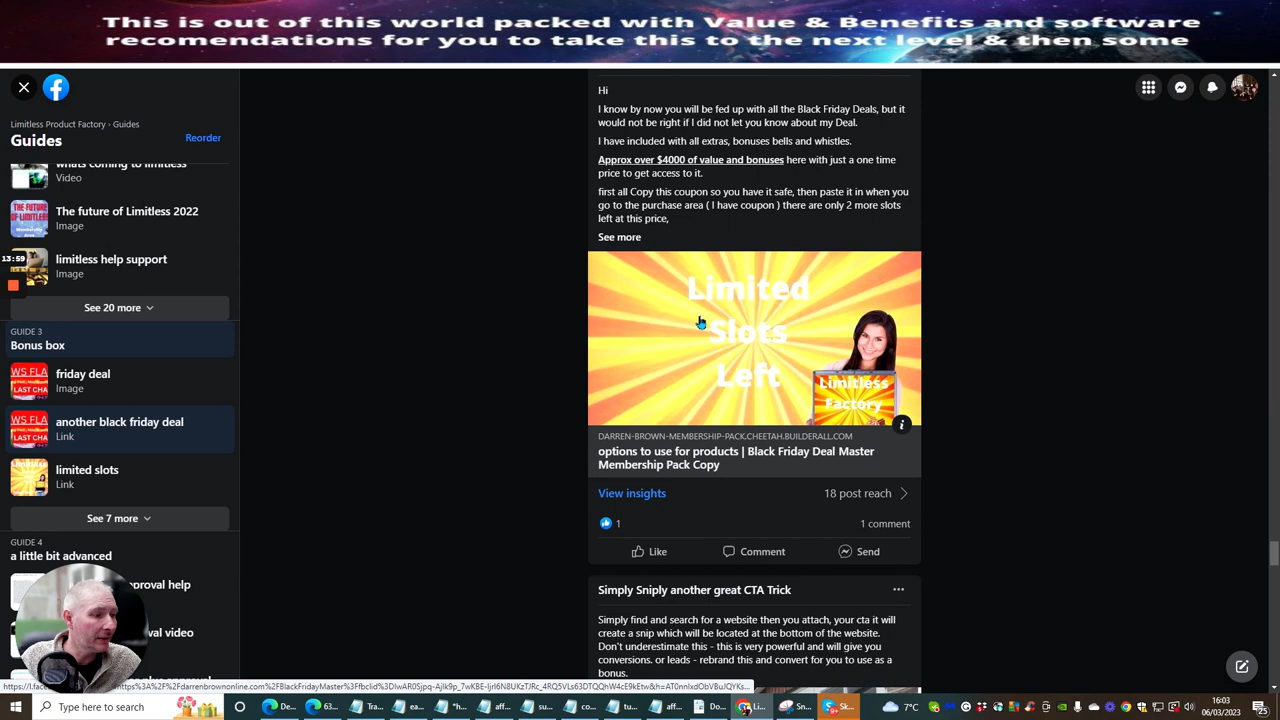 This is out of this world packed with Value & Benefits and software
recomendations for you to take this to the next level & then some
Limitless Product Factory › Guides
Guides
Reorder
whats coming to limitless
Video
The future of Limitless 2022
Image
limitless help support
Image
13:59
See 20 more
GUIDE 3
Bonus box
friday deal
Image
another black friday deal
Link
limited slots
Link
See 7 more
GUIDE 4
a little bit advanced
Hi
I know by now you will be fed up with all the Black Friday Deals, but it
would not be right if I did not let you know about my Deal.
I have included with all extras, bonuses bells and whistles.
Approx over $4000 of value and bonuses here with just a one time
price to get access to it.
first all Copy this coupon so you have it safe, then paste it in when you
go to the purchase area ( I have coupon ) there are only 2 more slots
left at this price,
See more
Limited
Slots
Left
Limitless
Factory
DARREN-BROWN-MEMBERSHIP-PACK.CHEETAH.BUILDERALL.COM
options to use for products | Black Friday Deal Master
Membership Pack Copy
View insights
18 post reach
1
1 comment
Like
Comment
Send
Simply Sniply another great CTA Trick
Simply find and search for a website then you attach, your cta it will
create a snip which will be located at the bottom of the website.
Don't underestimate this - this is very powerful and will give you
conversions. or leads - rebrand this and convert for you to use as a
bonus.
Type here to search
7°C
16:03
06/03/2023